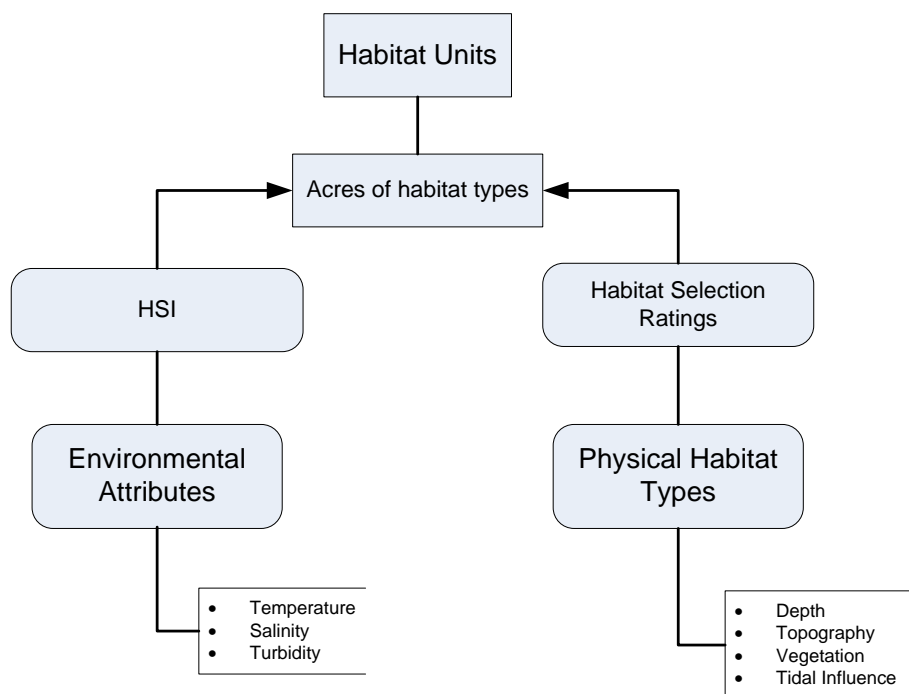 Habitat Units
Acres of habitat types
HSI
Habitat Selection
Ratings
Environmental
Attributes
Physical Habitat
Types
• Temperature
• Salinity
• Turbidity
• Depth
• Topography
• Vegetation
• Tidal Influence